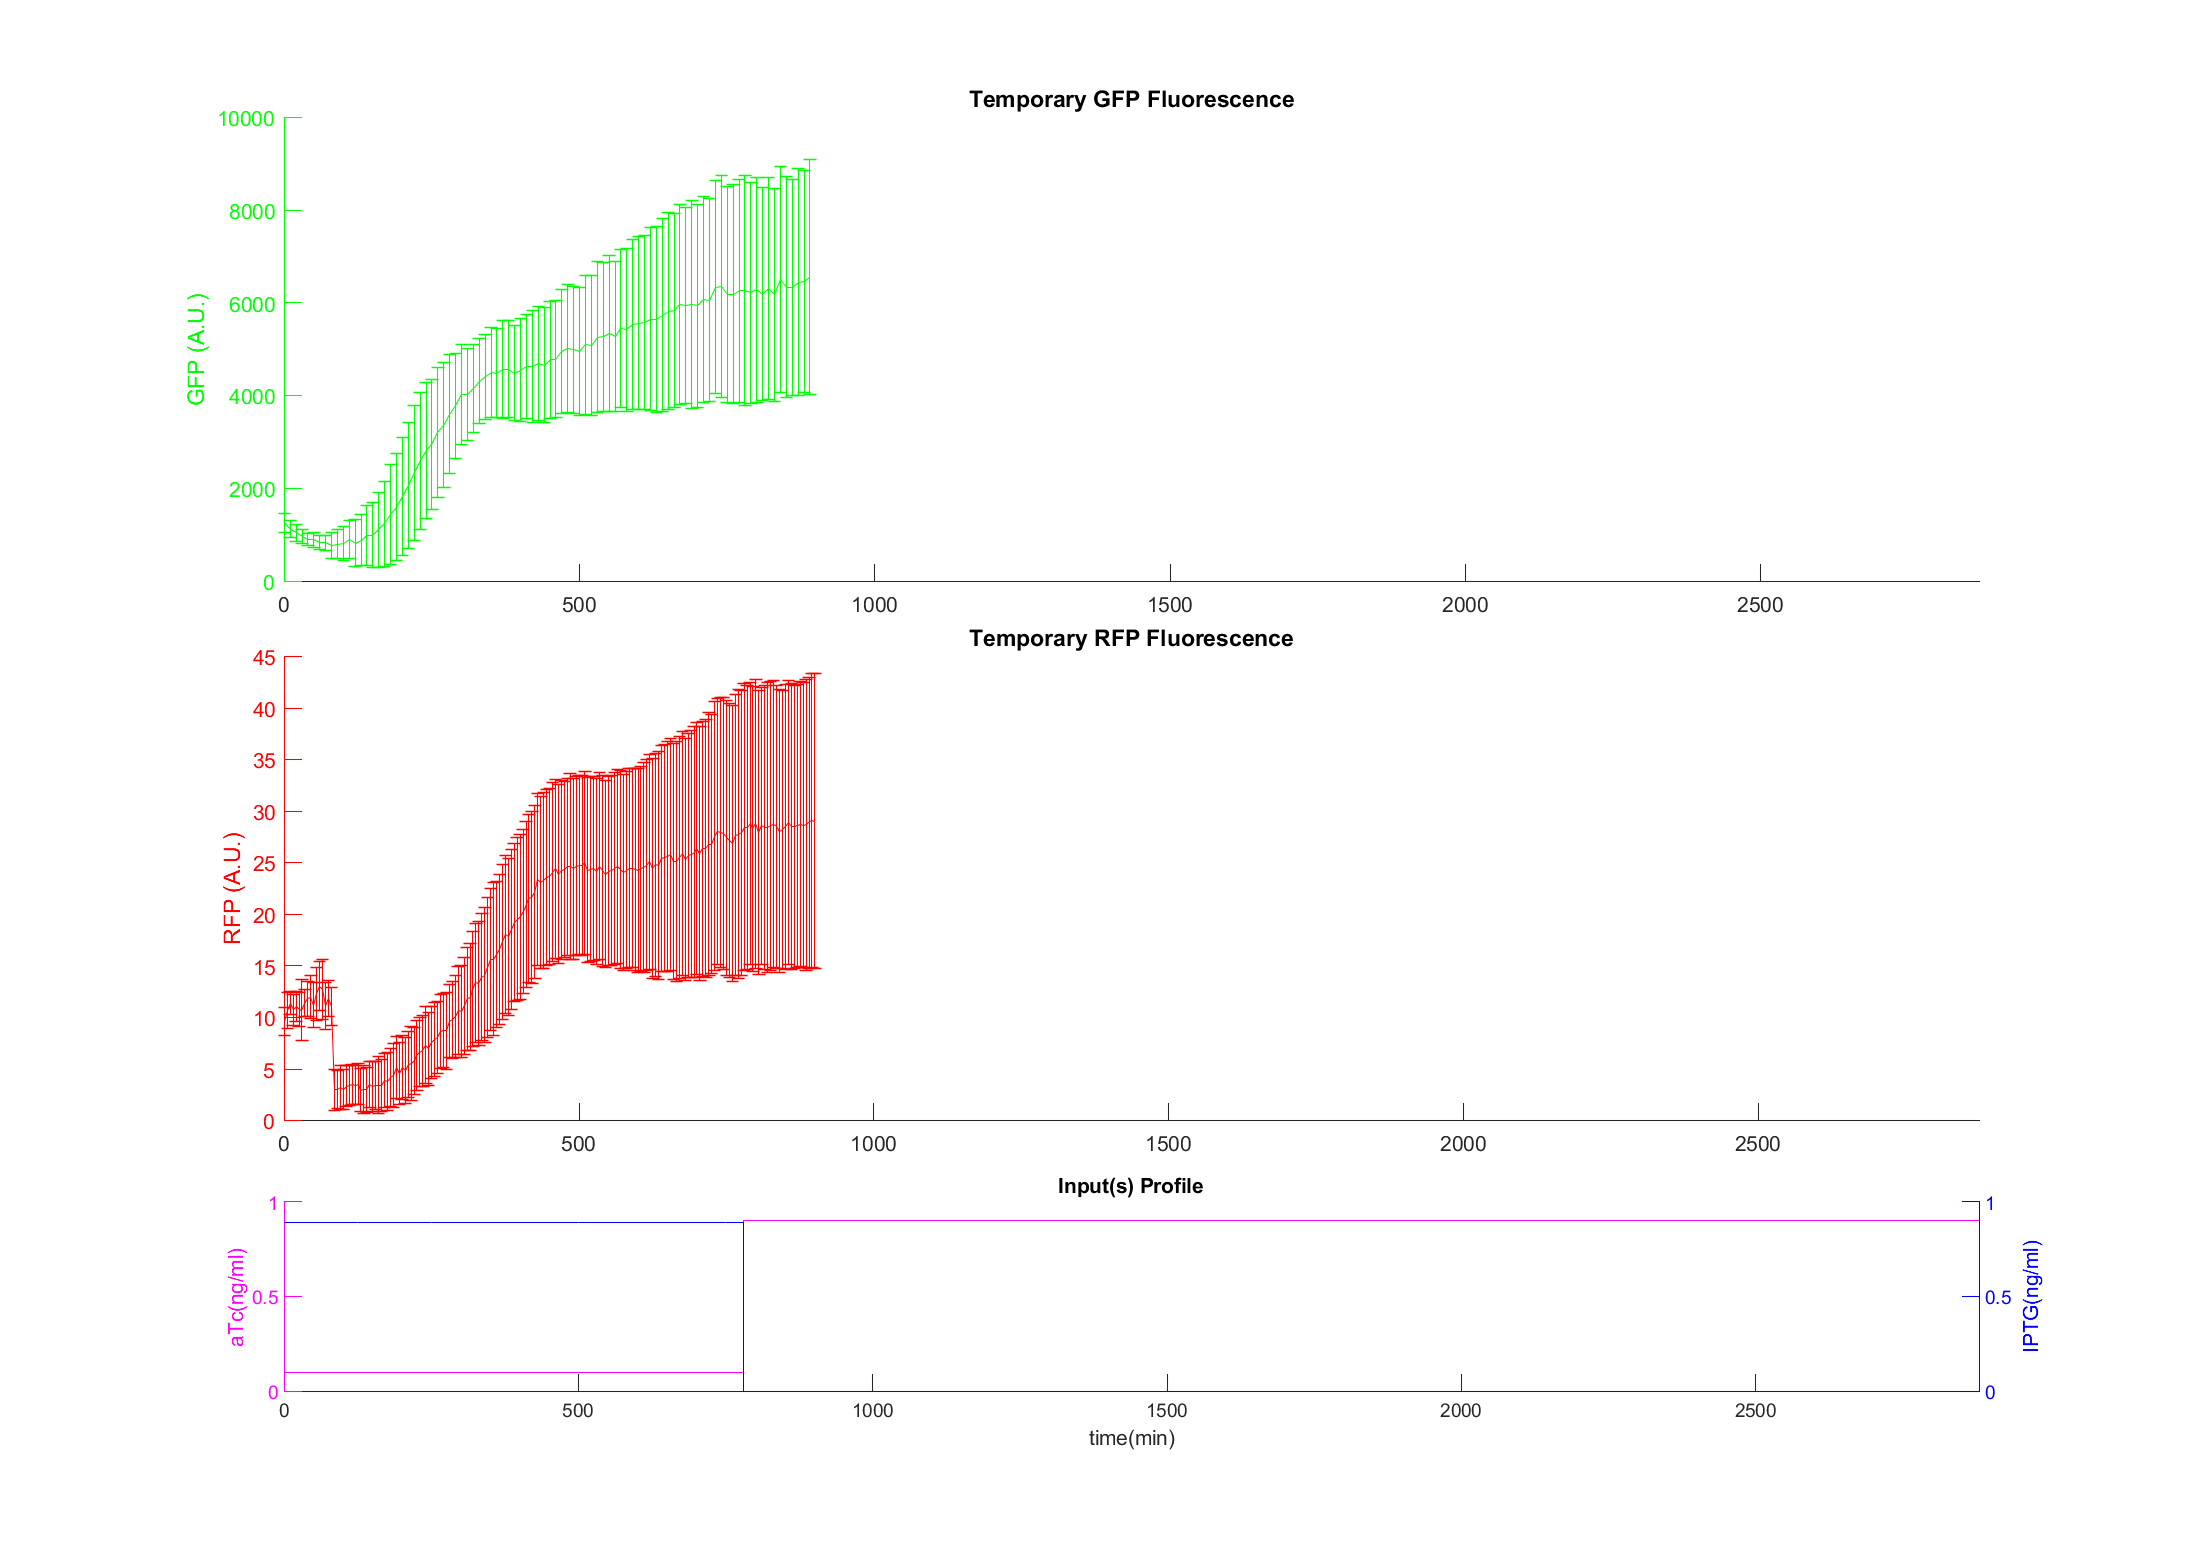 Temporary GFP Fluorescence
10000
8000
6000
4000
2000
0
GFP (A.U.)
0 500 1000 1500 2000 2500
Temporary RFP Fluorescence
45
40
35
30
25
20
15
10
5
0
RFP (A.U.)
0 500 1000 1500 2000 2500
Input(s) Profile
1
0.5
0
aTc(ng/ml)
1
0.5
0
IPTG(ng/ml)
0 500 1000 1500 2000 2500
time(min)